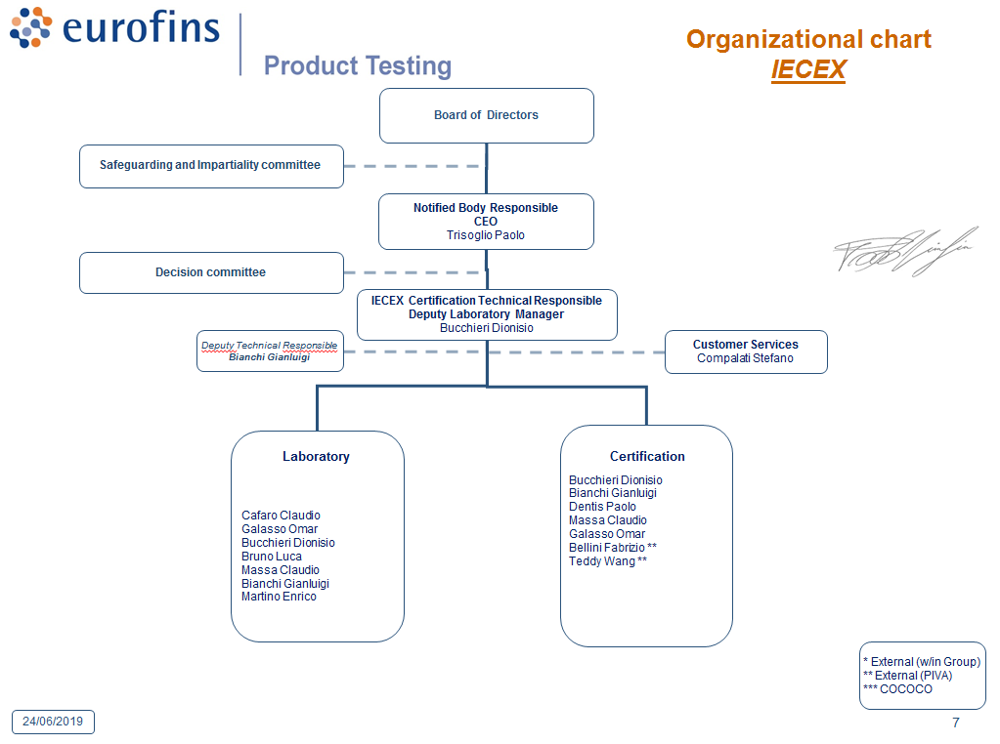 eurofins
Product Testing
Organizational chart
IECEX
Board of Directors
Safeguarding and Impartiality committee
Notified Body Responsible
CEO
Trisoglio Paolo
Decision committee
IECEX Certification Technical Responsible
Deputy Laboratory Manager
Bucchieri Dionisio
Deputy Technical Responsible
Bianchi Gianluigi
Customer Services
Compalati Stefano
Laboratory
Cafaro Claudio
Galasso Omar
Bucchieri Dionisio
Bruno Luca
Massa Claudio
Bianchi Gianluigi
Martino Enrico
Certification
Bucchieri Dionisio
Bianchi Gianluigi
Dentis Paolo
Massa Claudio
Galasso Omar
Bellini Fabrizio **
Teddy Wang **
* External (w/in Group)
** External (PIVA)
*** COCOCO
24/06/2019
7